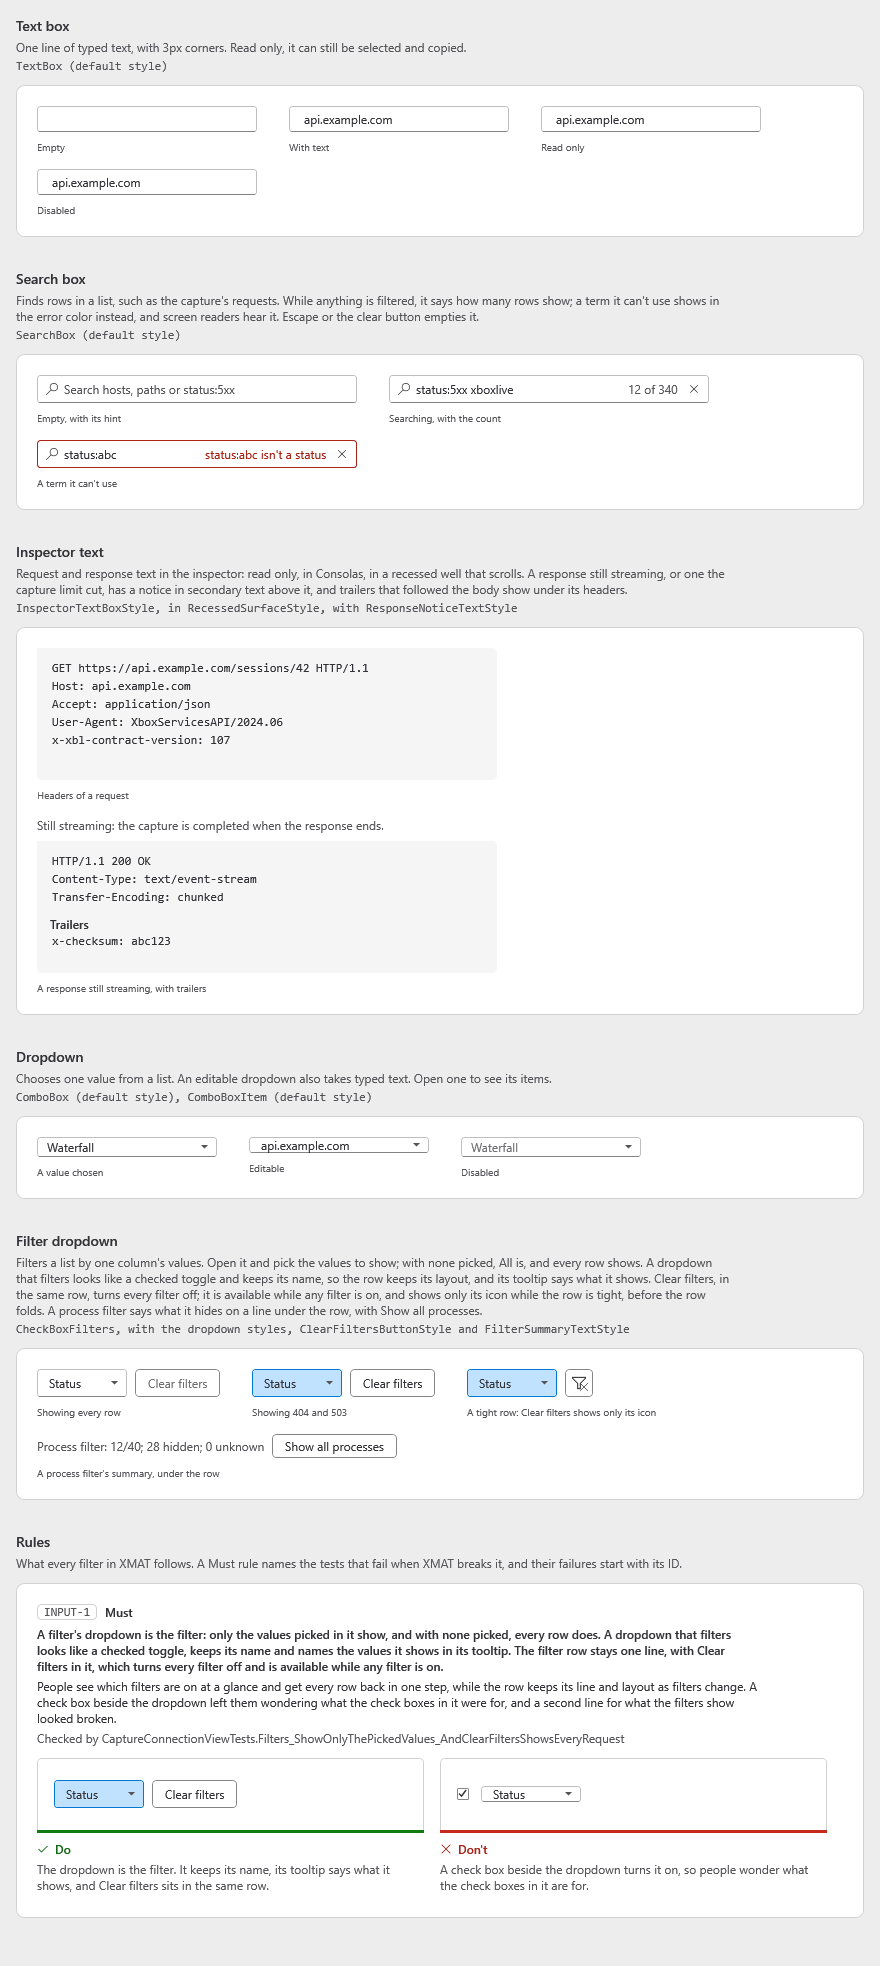 Text box
One line of typed text, with 3px corners. Read only, it can still be selected and copied.
TextBox (default style)
api.example.com
api.example.com
Empty
With text
Read only
api.example.com
Disabled
Search box
Finds rows in a list, such as the capture's requests. While anything is filtered, it says how many rows show; a term it can't use shows in
the error color instead, and screen readers hear it. Escape or the clear button empties it.
SearchBox (default style)
Search hosts, paths or status:5xx
status:5xx xboxlive 12 of 340
Empty, with its hint
Searching, with the count
status:abc status:abc isn't a status
A term it can't use
Inspector text
Request and response text in the inspector: read only, in Consolas, in a recessed well that scrolls. A response still streaming, or one the
capture limit cut, has a notice in secondary text above it, and trailers that followed the body show under its headers.
InspectorTextBoxStyle, in RecessedSurfaceStyle, with ResponseNoticeTextStyle
GET https://api.example.com/sessions/42 HTTP/1.1
Host: api.example.com
Accept: application/json
User-Agent: XboxServicesAPI/2024.06
x-xbl-contract-version: 107
Headers of a request
Still streaming: the capture is completed when the response ends.
HTTP/1.1 200 OK
Content-Type: text/event-stream
Transfer-Encoding: chunked
Trailers
x-checksum: abc123
A response still streaming, with trailers
Dropdown
Chooses one value from a list. An editable dropdown also takes typed text. Open one to see its items.
ComboBox (default style), ComboBoxItem (default style)
Waterfall
api.example.com
Waterfall
A value chosen
Editable
Disabled
Filter dropdown
Filters a list by one column's values. Open it and pick the values to show; with none picked, All is, and every row shows. A dropdown
that filters looks like a checked toggle and keeps its name, so the row keeps its layout, and its tooltip says what it shows. Clear filters, in
the same row, turns every filter off; it is available while any filter is on, and shows only its icon while the row is tight, before the row
folds. A process filter says what it hides on a line under the row, with Show all processes.
CheckBoxFilters, with the dropdown styles, ClearFiltersButtonStyle and FilterSummaryTextStyle
Status Clear filters
Status Clear filters
Status
Showing every row
Showing 404 and 503
A tight row: Clear filters shows only its icon
Process filter: 12/40; 28 hidden; 0 unknown Show all processes
A process filter's summary, under the row
Rules
What every filter in XMAT follows. A Must rule names the tests that fail when XMAT breaks it, and their failures start with its ID.
INPUT-1 Must
A filter's dropdown is the filter: only the values picked in it show, and with none picked, every row does. A dropdown that filters
looks like a checked toggle, keeps its name and names the values it shows in its tooltip. The filter row stays one line, with Clear
filters in it, which turns every filter off and is available while any filter is on.
People see which filters are on at a glance and get every row back in one step, while the row keeps its line and layout as filters change. A
check box beside the dropdown left them wondering what the check boxes in it were for, and a second line for what the filters show
looked broken.
Checked by CaptureConnectionViewTests.Filters_ShowOnlyThePickedValues_AndClearFiltersShowsEveryRequest
Status Clear filters
Status
Do
The dropdown is the filter. It keeps its name, its tooltip says what it
shows, and Clear filters sits in the same row.
Don't
A check box beside the dropdown turns it on, so people wonder what
the check boxes in it are for.